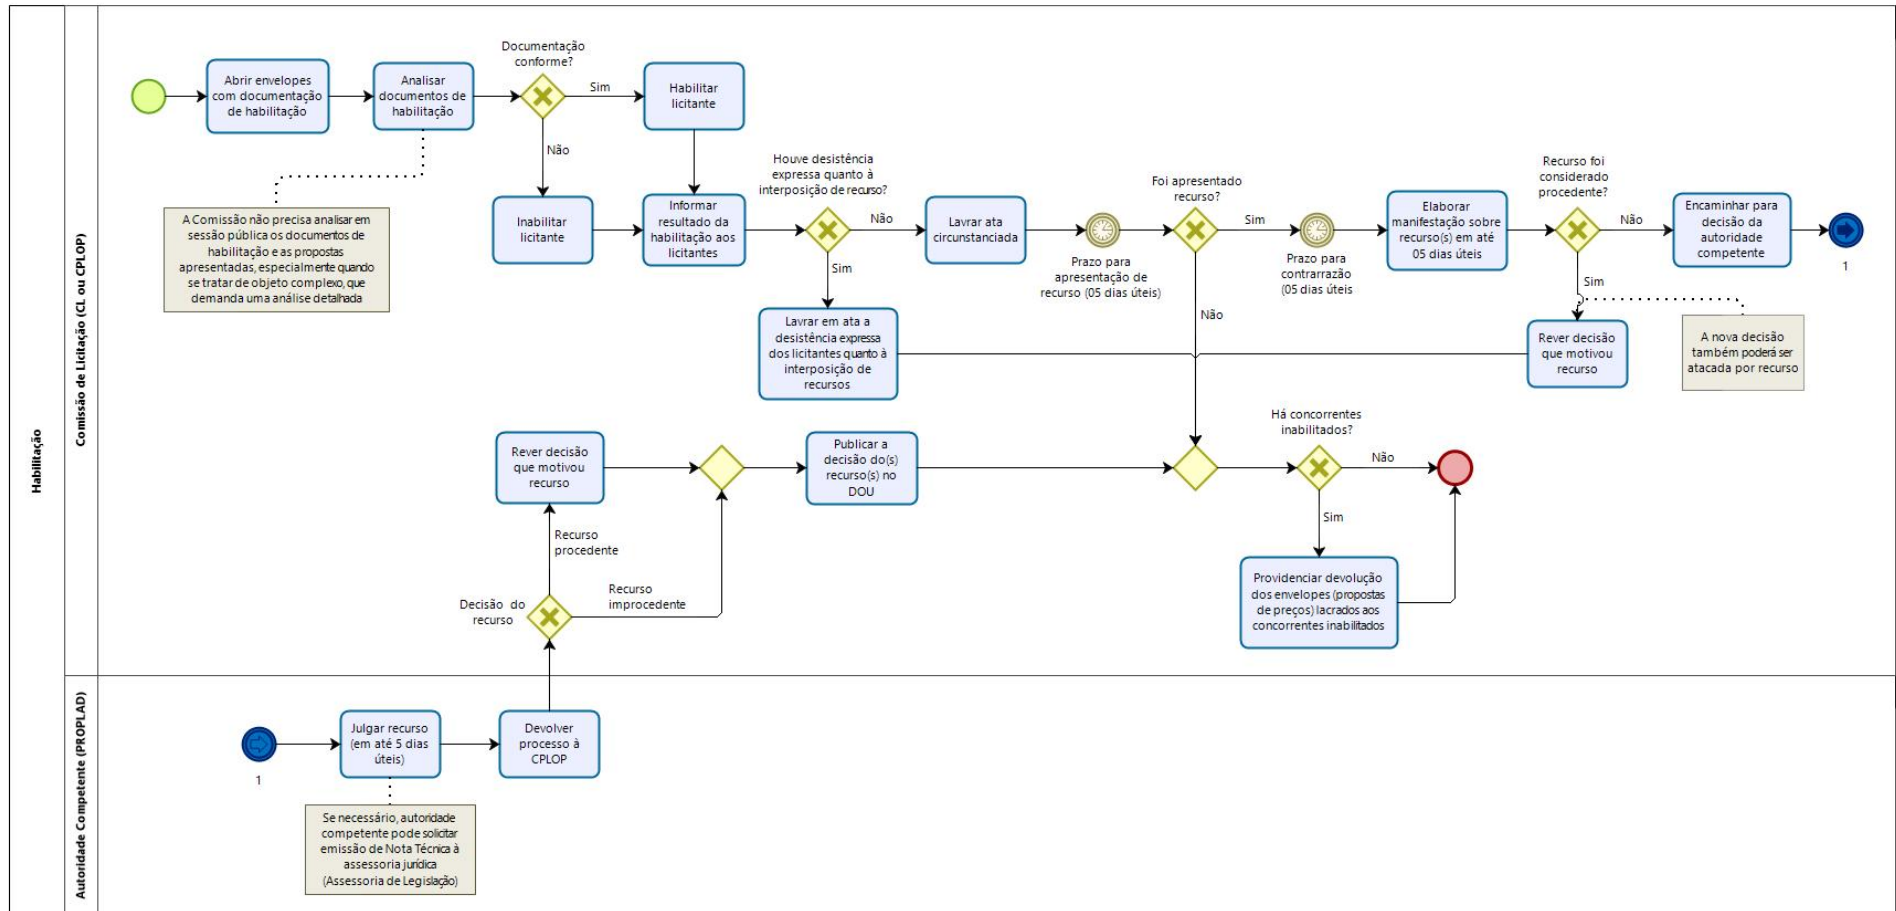 Habilitação
Comissão de Licitação (CL ou CPLOP)
Abrir envelopes
com documentação
de habilitação
Analisar
documentos de
habilitação
Documentação
conforme?
Sim
Não
Habilitar
licitante
A Comissão não precisa analisar em
sessão pública os documentos de
habilitação e as propostas
apresentadas, especialmente quando
se tratar de objeto complexo, que
demanda uma análise detalhada
Inabilitar
licitante
Informar
resultado da
habilitação aos
licitantes
Houve desistência
expressa quanto à
interposição de recurso?
Não
Sim
Lavrar ata
circunstanciada
Prazo para
apresentação de
recurso (05 dias úteis)
Foi apresentado
recurso?
Sim
Não
Prazo para
contrarrazão
(05 dias úteis
Elaborar
manifestação sobre
recurso(s) em até
05 dias úteis
Recurso foi
considerado
procedente?
Não
Sim
Encaminhar para
decisão da
autoridade
competente
1
Lavrar em ata a
desistência expressa
dos licitantes quanto à
interposição de
recursos
Rever decisão
que motivou
recurso
A nova decisão
também poderá ser
atacada por recurso
Rever decisão
que motivou
recurso
Publicar a
decisão do(s)
recurso(s) no
DOU
Há concorrentes
inabilitados?
Não
Sim
Recurso
procedente
Recurso
improcedente
Decisão do
recurso
Providenciar devolução
dos envelopes (propostas
de preços) lacrados aos
concorrentes inabilitados
Autoridade Competente (PROPLAD)
1
Julgar recurso
(em até 5 dias
úteis)
Devolver
processo à
CPLOP
Se necessário, autoridade
competente pode solicitar
emissão de Nota Técnica à
assessoria jurídica
(Assessoria de Legislação)